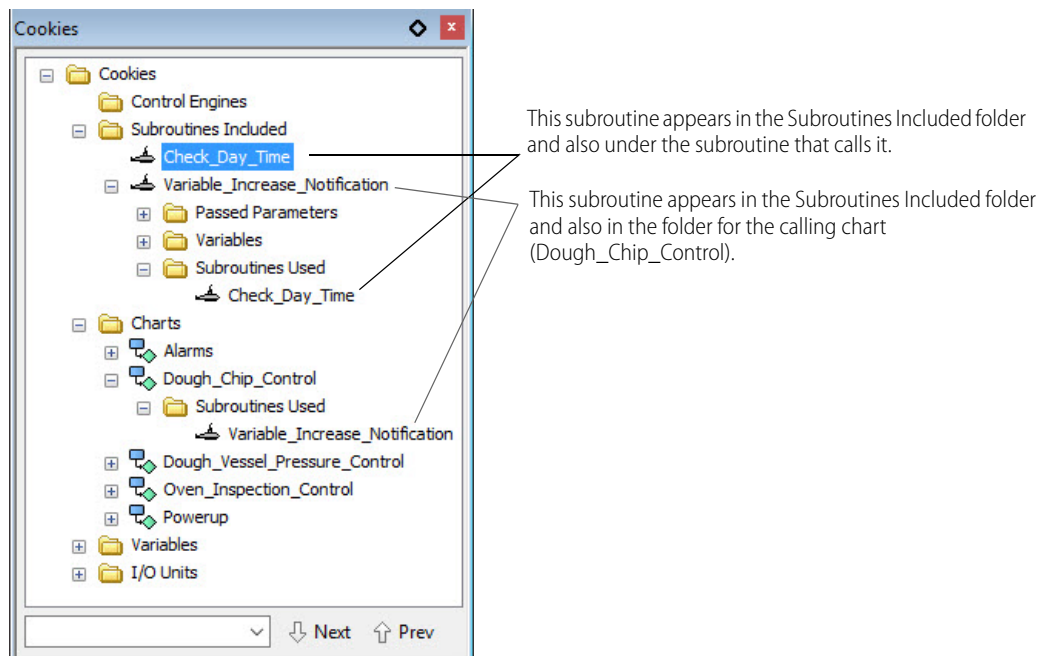 Cookies
Cookies
Control Engines
Subroutines Included
Check_Day_Time
Variable_Increase_Notification
Passed Parameters
Variables
Subroutines Used
Check_Day_Time
Charts
Alarms
Dough_Chip_Control
Subroutines Used
Variable_Increase_Notification
Dough_Vessel_Pressure_Control
Oven_Inspection_Control
Powerup
Variables
I/O Units
Next Prev
This subroutine appears in the Subroutines Included folder
and also under the subroutine that calls it.
This subroutine appears in the Subroutines Included folder
and also in the folder for the calling chart
(Dough_Chip_Control).